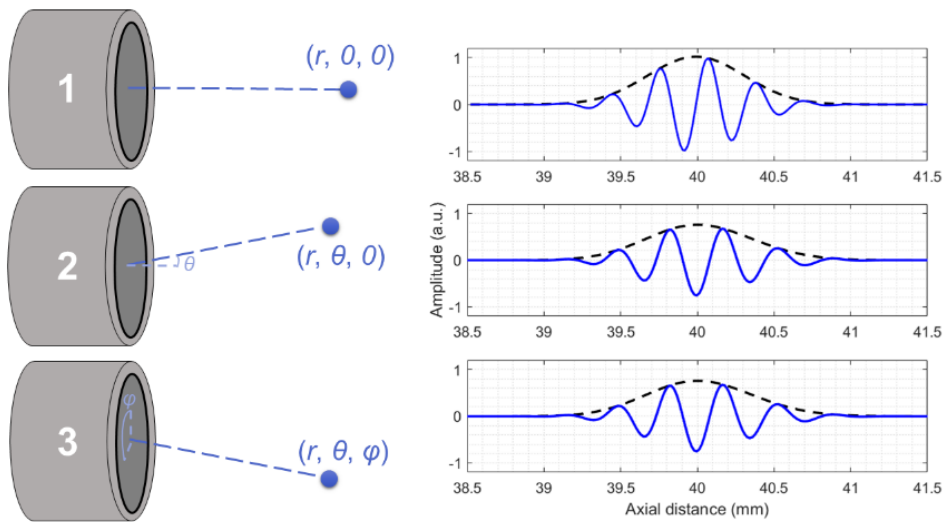 1
(r, 0, 0)
2
θ
(r, θ, 0)
3
φ
(r, θ, φ)
1
0
-1
38.5 39 39.5 40 40.5 41 41.5
Amplitude (a.u.)
1
0
-1
38.5 39 39.5 40 40.5 41 41.5
1
0
-1
38.5 39 39.5 40 40.5 41 41.5
Axial distance (mm)